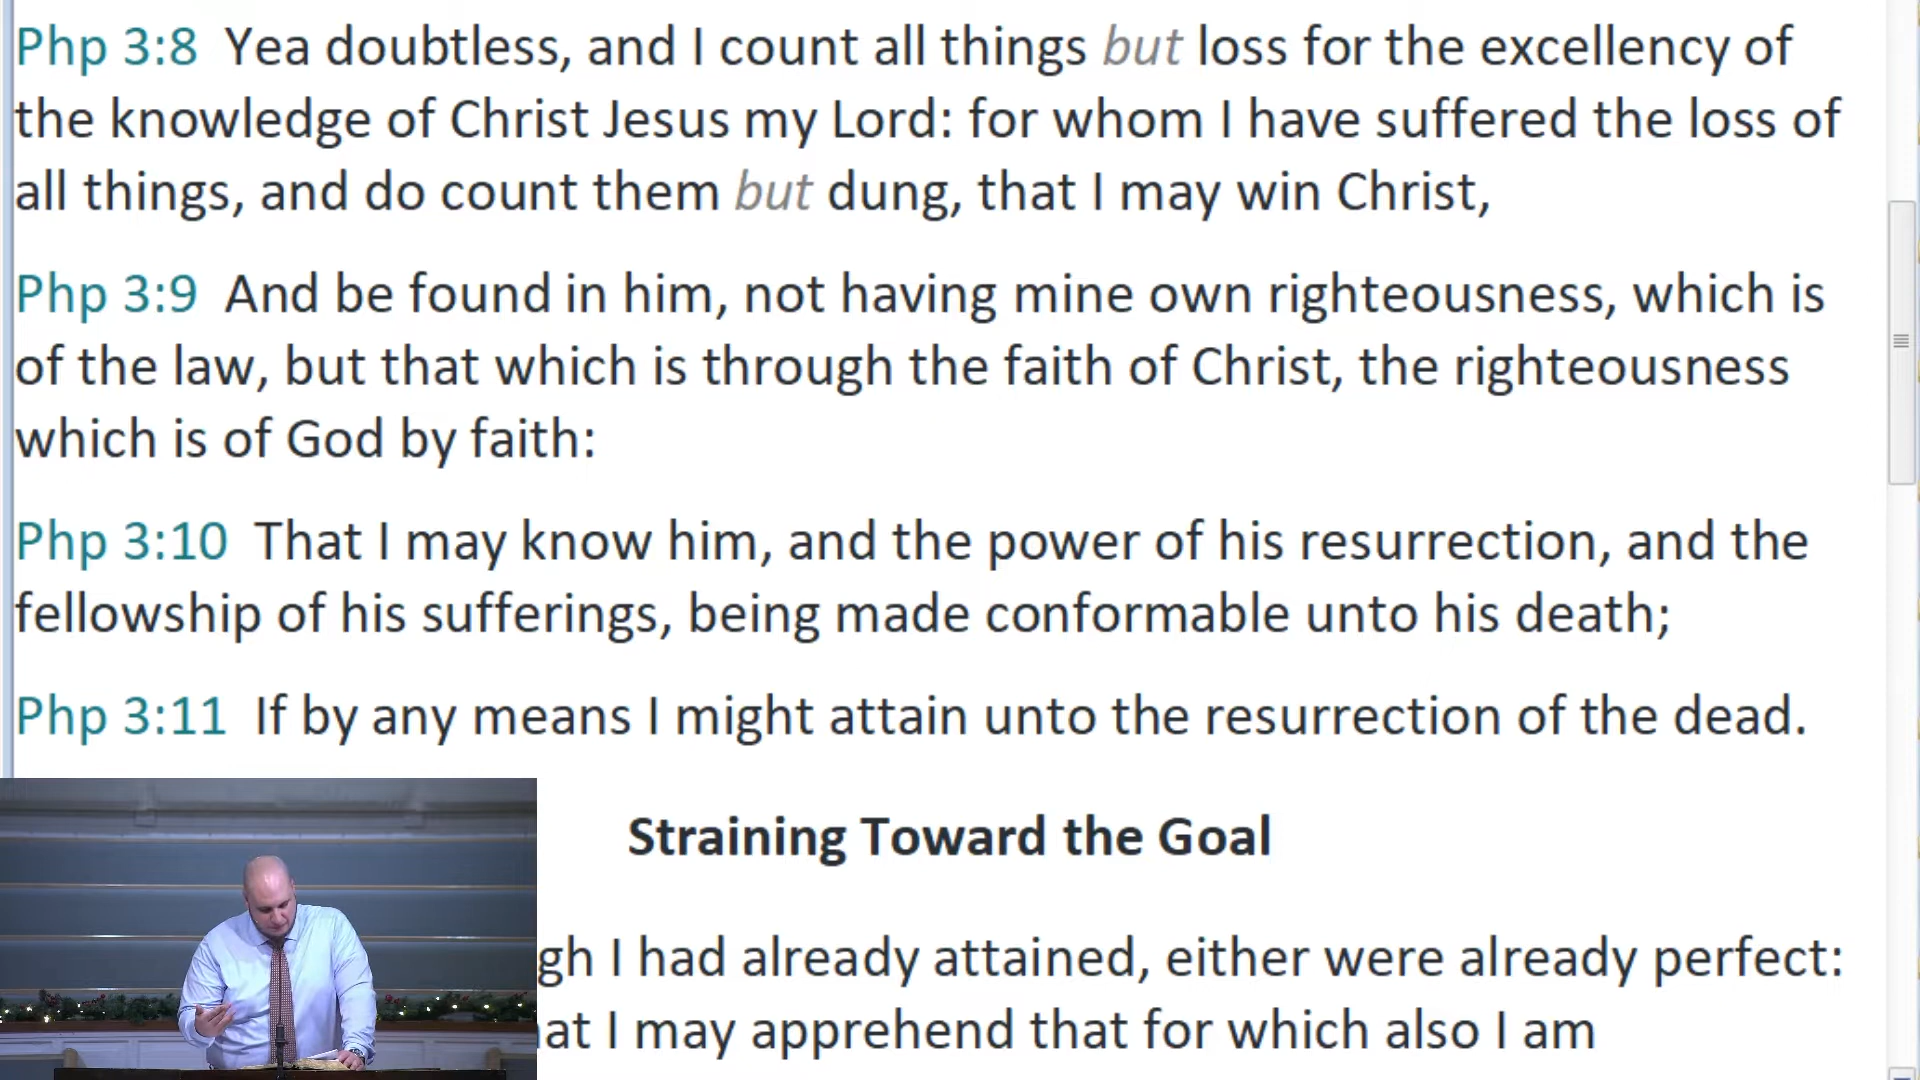 Php 3:8 Yea doubtless, and I count all things but loss for the excellency of
the knowledge of Christ Jesus my Lord: for whom I have suffered the loss of
all things, and do count them but dung, that I may win Christ,
Php 3:9 And be found in him, not having mine own righteousness, which is
of the law, but that which is through the faith of Christ, the righteousness
which is of God by faith:
Php 3:10 That I may know him, and the power of his resurrection, and the
fellowship of his sufferings, being made conformable unto his death;
Php 3:11 If by any means I might attain unto the resurrection of the dead.
Straining Toward the Goal
gh I had already attained, either were already perfect:
at I may apprehend that for which also I am